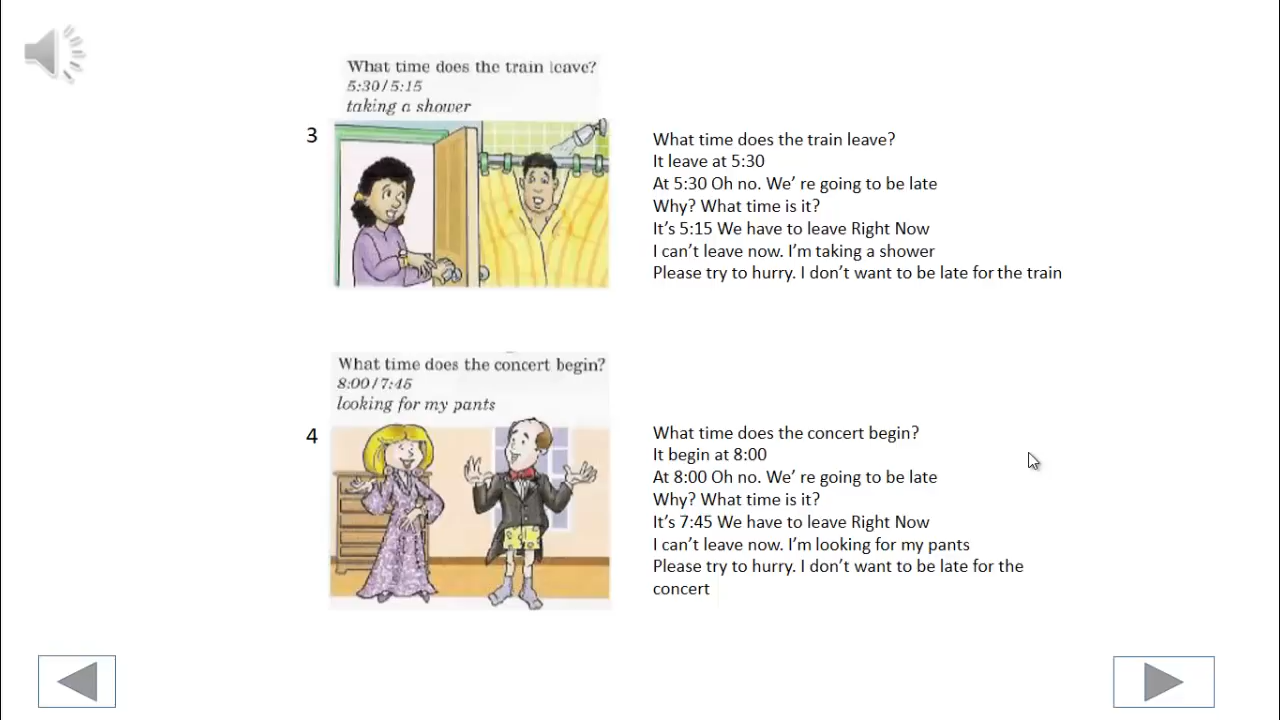 What time does the train leave?
5:30/5:15
taking a shower
3
What time does the train leave?
It leave at 5:30
At 5:30 Oh no. We’ re going to be late
Why? What time is it?
It’s 5:15 We have to leave Right Now
I can’t leave now. I’m taking a shower
Please try to hurry. I don’t want to be late for the train
What time does the concert begin?
8:00/7:45
looking for my pants
4
What time does the concert begin?
It begin at 8:00
At 8:00 Oh no. We’ re going to be late
Why? What time is it?
It’s 7:45 We have to leave Right Now
I can’t leave now. I’m looking for my pants
Please try to hurry. I don’t want to be late for the
concert